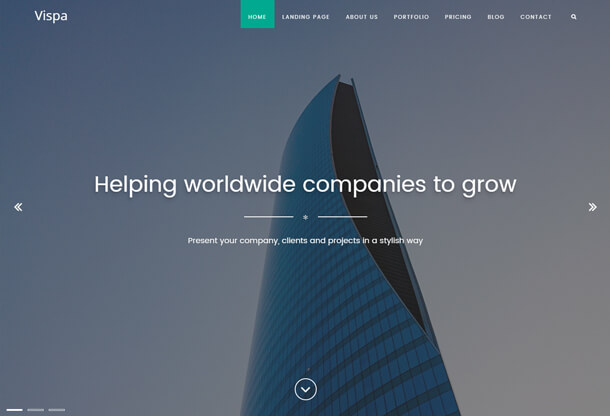 Vispa
HOME LANDING PAGE ABOUT US PORTFOLIO PRICING BLOG CONTACT
Helping worldwide companies to grow
Present your company, clients and projects in a stylish way